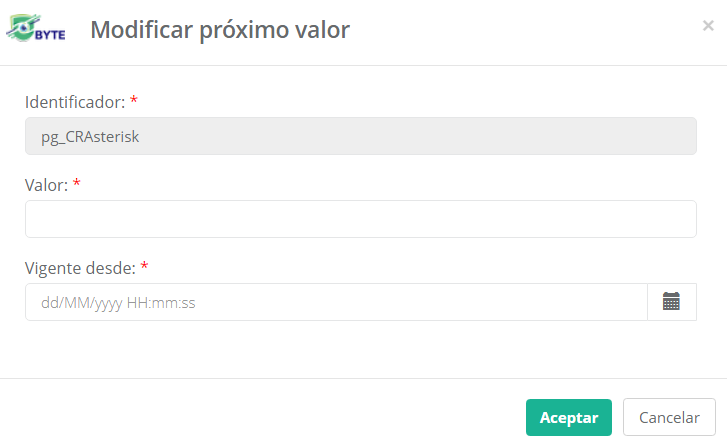 BYTE
Modificar próximo valor
×
Identificador: *
pg_CRAsterisk
Valor: *
Vigente desde: *
dd/MM/yyyy HH:mm:ss
Aceptar Cancelar